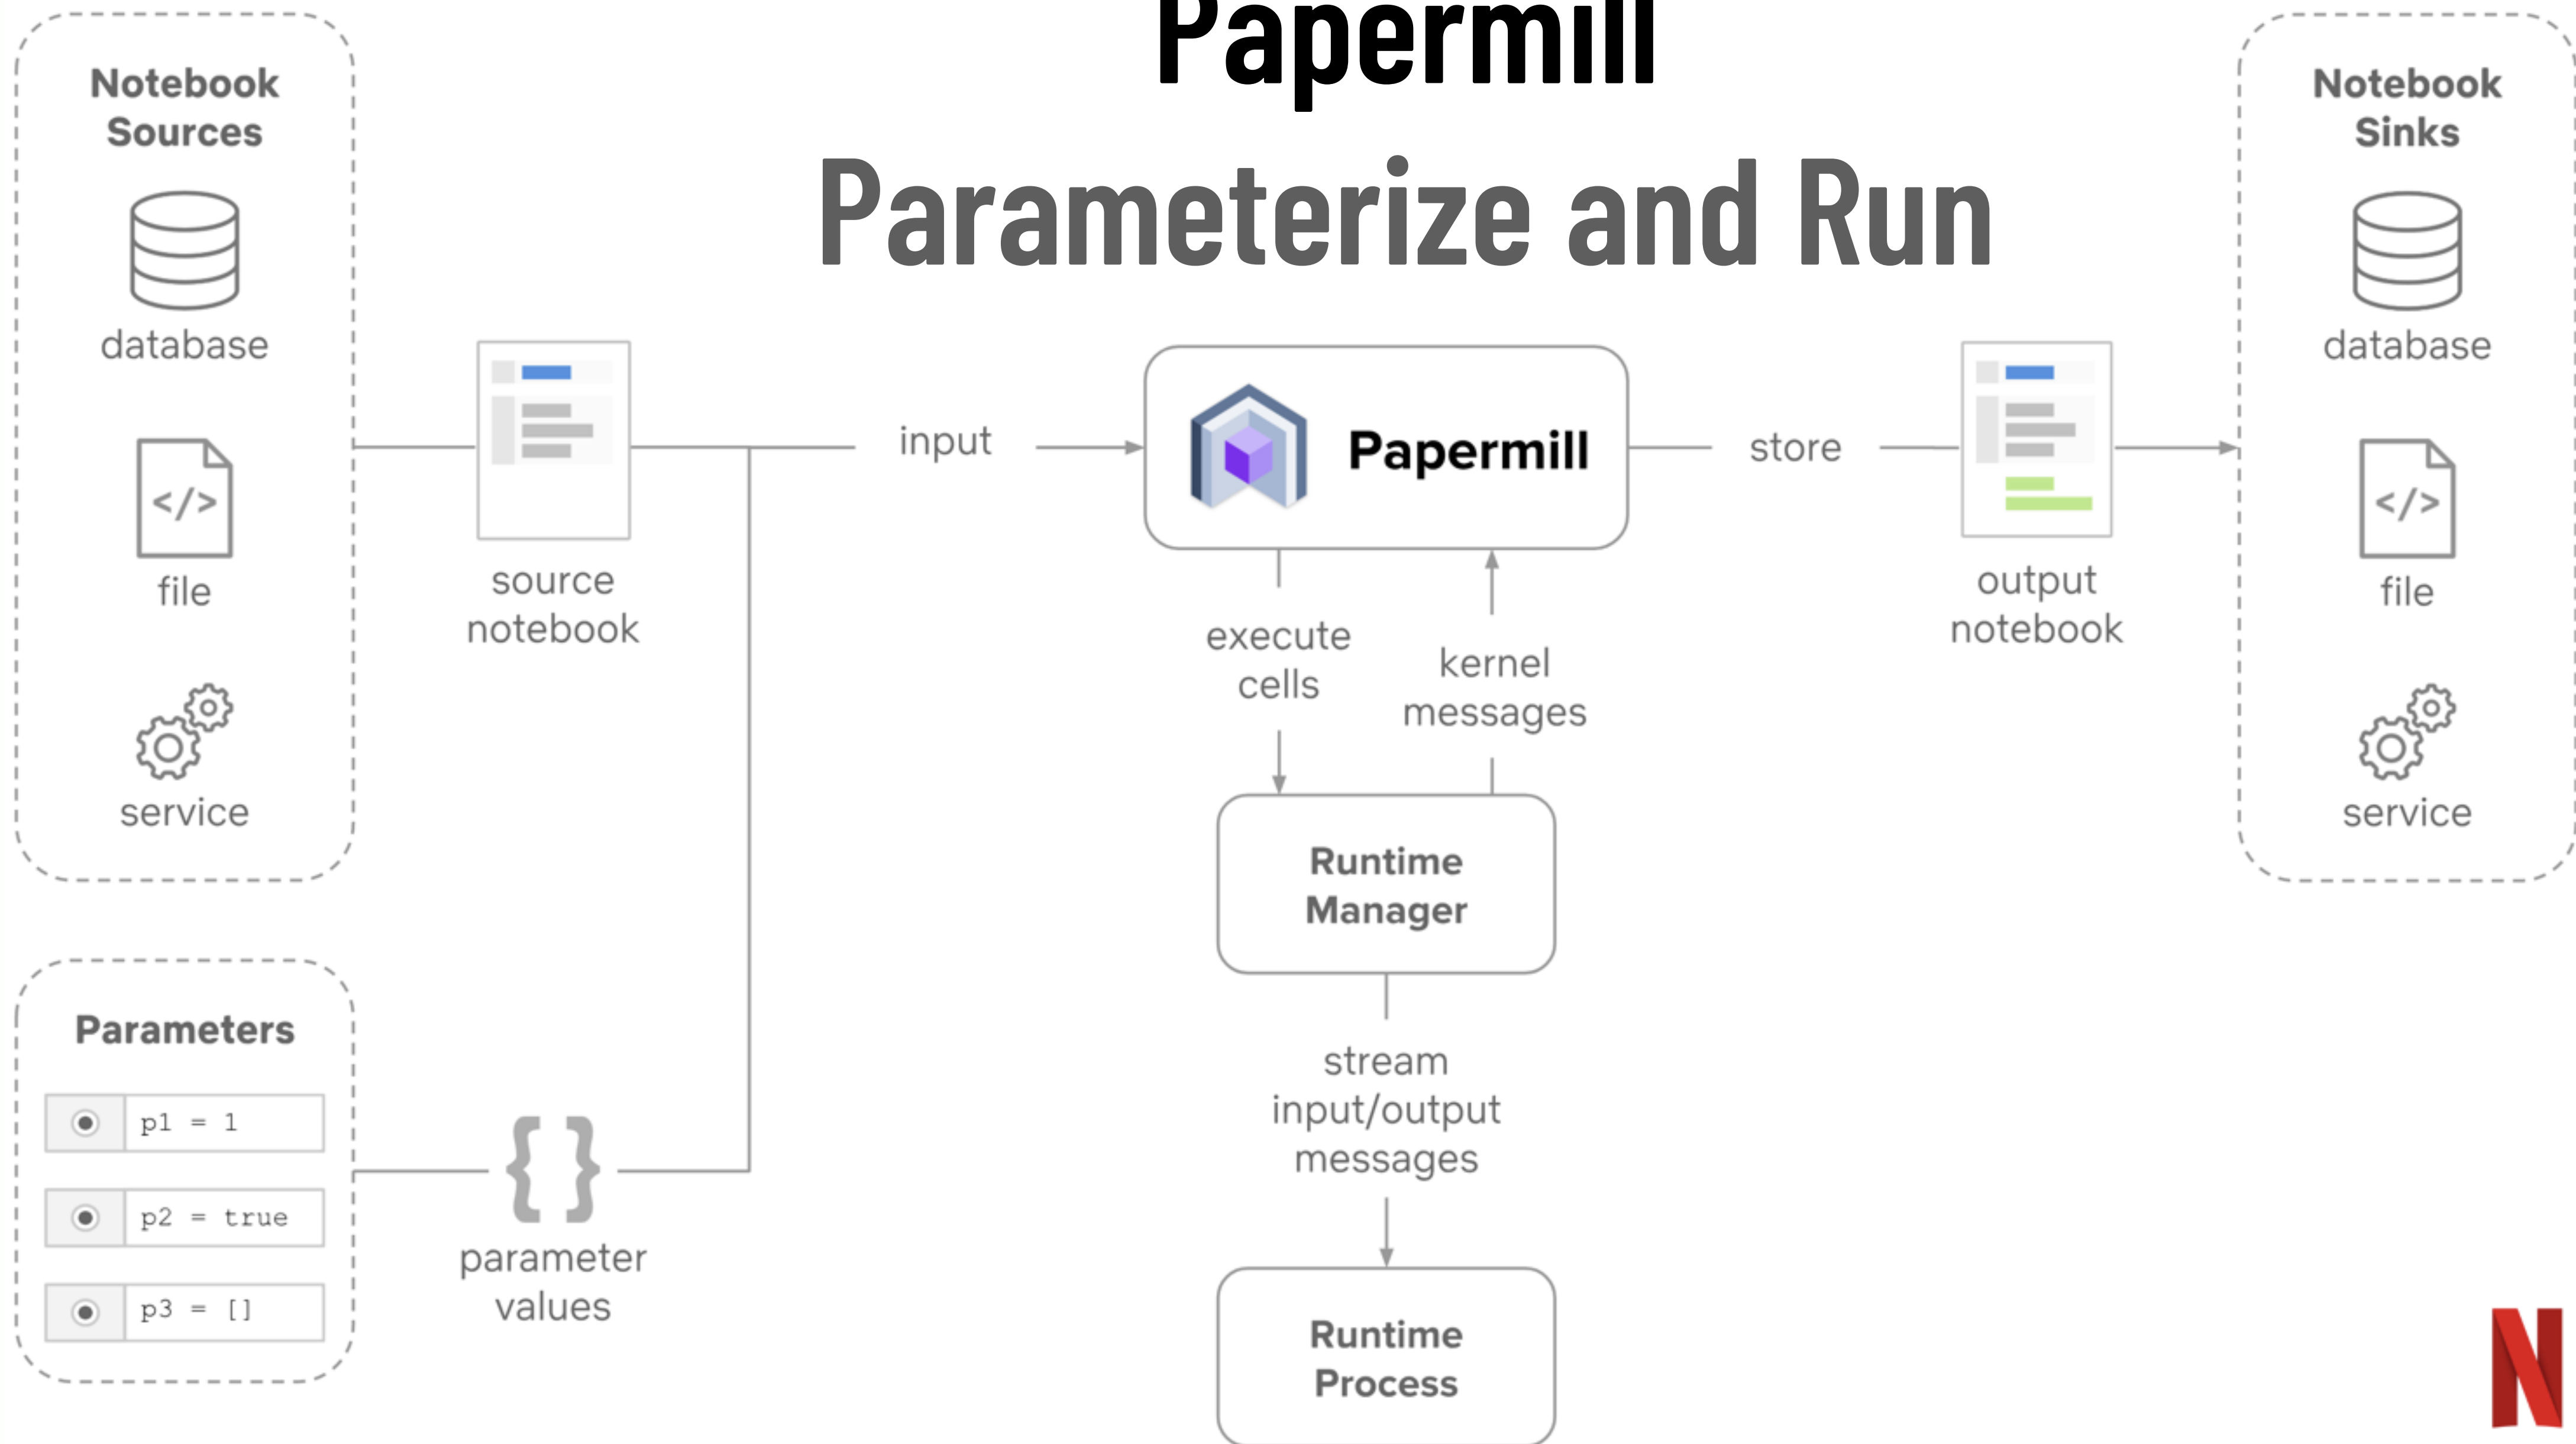 Papermill
Parameterize and Run
Notebook
Sources
database
</>
file
service
source
notebook
Parameters
p1 = 1
p2 = true
p3 = []
{ }
parameter
values
input
Papermill
execute
cells
kernel
messages
Runtime
Manager
stream
input/output
messages
Runtime
Process
store
output
notebook
Notebook
Sinks
database
</>
file
service
N